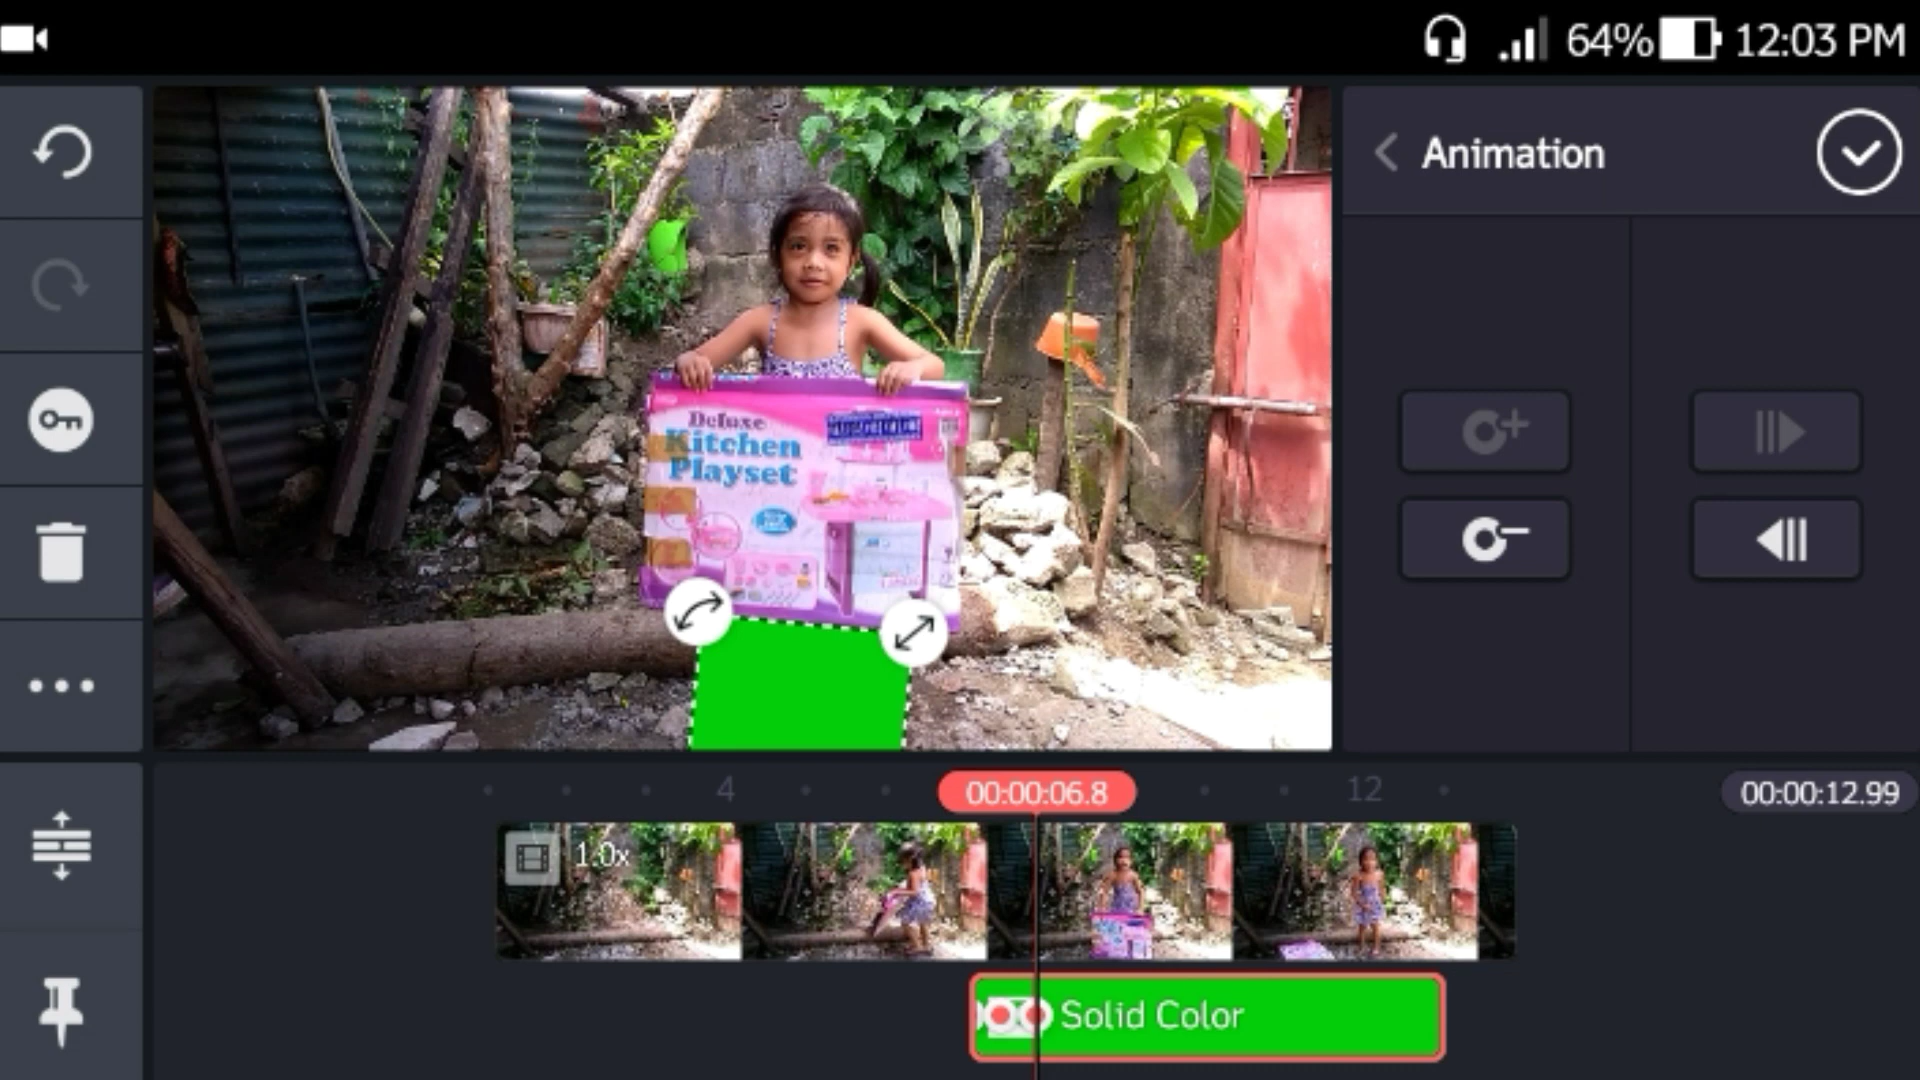 64% 12:03 PM
Animation
Deluxe
Kitchen
Playset
4
00:00:06.8
12
00:00:12.99
1.0x
Solid Color